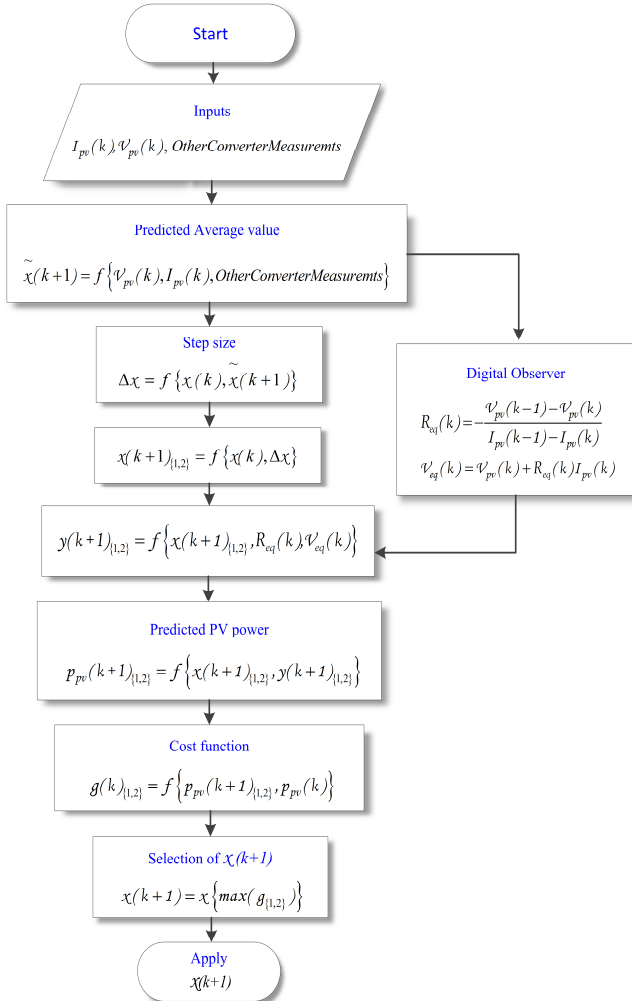 Start
Inputs
I_pv(k), V_pv(k), OtherConverterMeasuremts
Predicted Average value
x̃(k+1) = f{V_pv(k), I_pv(k), OtherConverterMeasuremts}
Step size
Δx = f{x(k), x̃(k+1)}
x(k+1)_{1,2} = f{x(k), Δx}
Digital Observer
R_eq(k) = -(V_pv(k-1) - V_pv(k)) / (I_pv(k-1) - I_pv(k))
V_eq(k) = V_pv(k) + R_eq(k)I_pv(k)
y(k+1)_{1,2} = f{x(k+1)_{1,2}, R_eq(k), V_eq(k)}
Predicted PV power
p_pv(k+1)_{1,2} = f{x(k+1)_{1,2}, y(k+1)_{1,2}}
Cost function
g(k)_{1,2} = f{p_pv(k+1)_{1,2}, p_pv(k)}
Selection of x(k+1)
x(k+1) = x{max(g_{1,2})}
Apply
x(k+1)